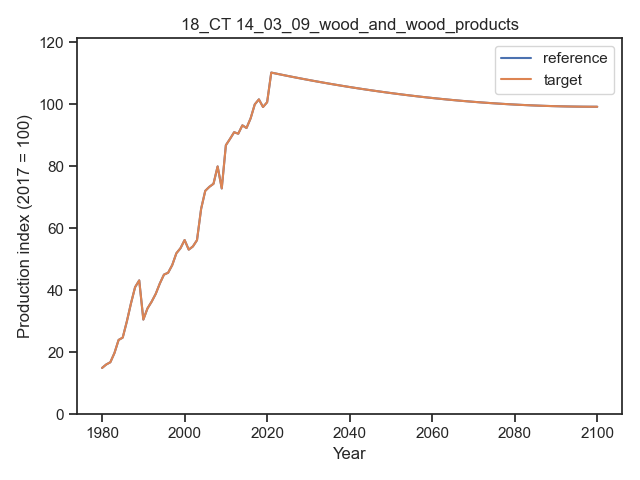 18_CT 14_03_09_wood_and_wood_products
120
100
80
60
40
20
0
Production index (2017 = 100)
reference
target
1980
2000
2020
2040
2060
2080
2100
Year